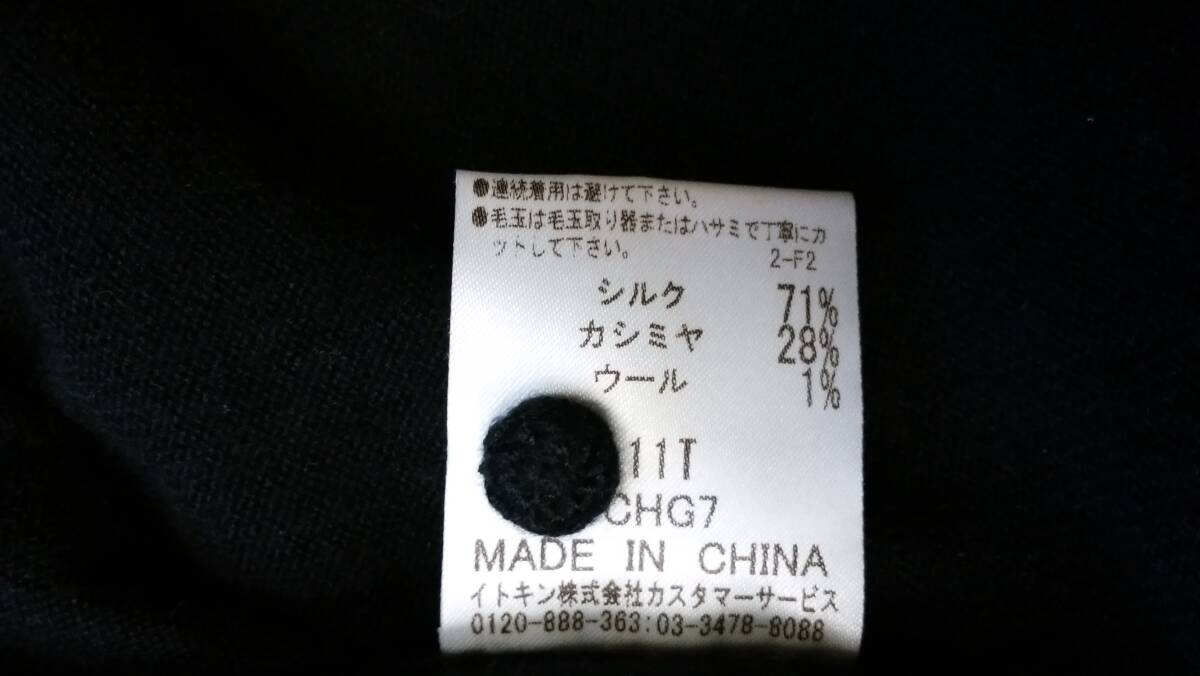 ●連続着用は避けて下さい。
●毛玉は毛玉取り器またはハサミで丁寧にカ
ットして下さい。
2-F2
シルク 71%
カシミヤ 28%
ウール 1%
11T
CHG7
MADE IN CHINA
イトキン株式会社カスタマーサービス
0120-888-363:03-3478-8088